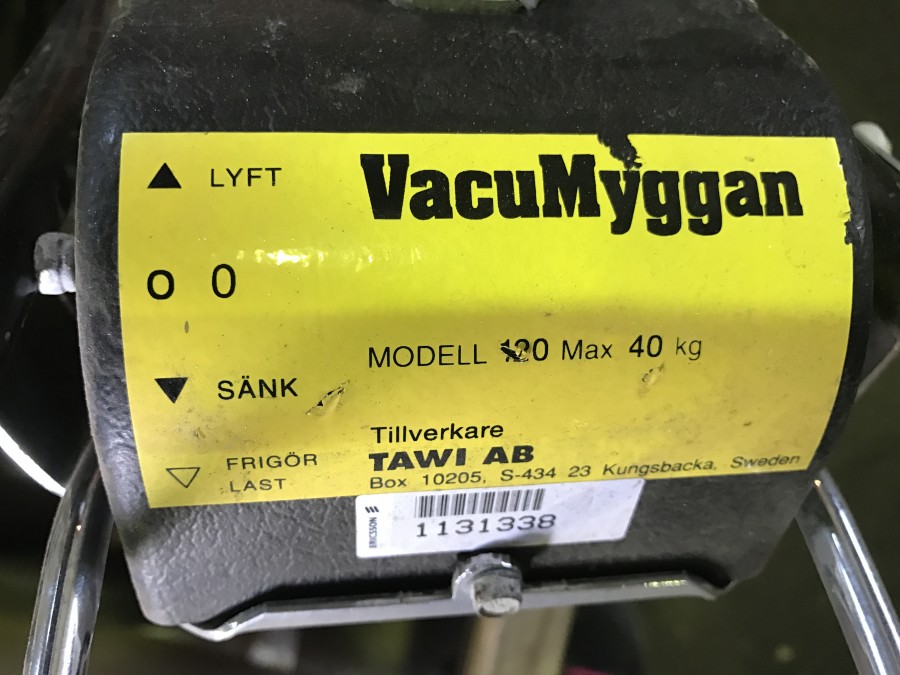 ▲ LYFT
VacuMyggan
O 0
MODELL 120 Max 40 kg
▼ SÄNK
Tillverkare
TAWI AB
▽ FRIGÖR
LAST
Box 10205, S-434 23 Kungsbacka, Sweden
ERICSSON
1131338